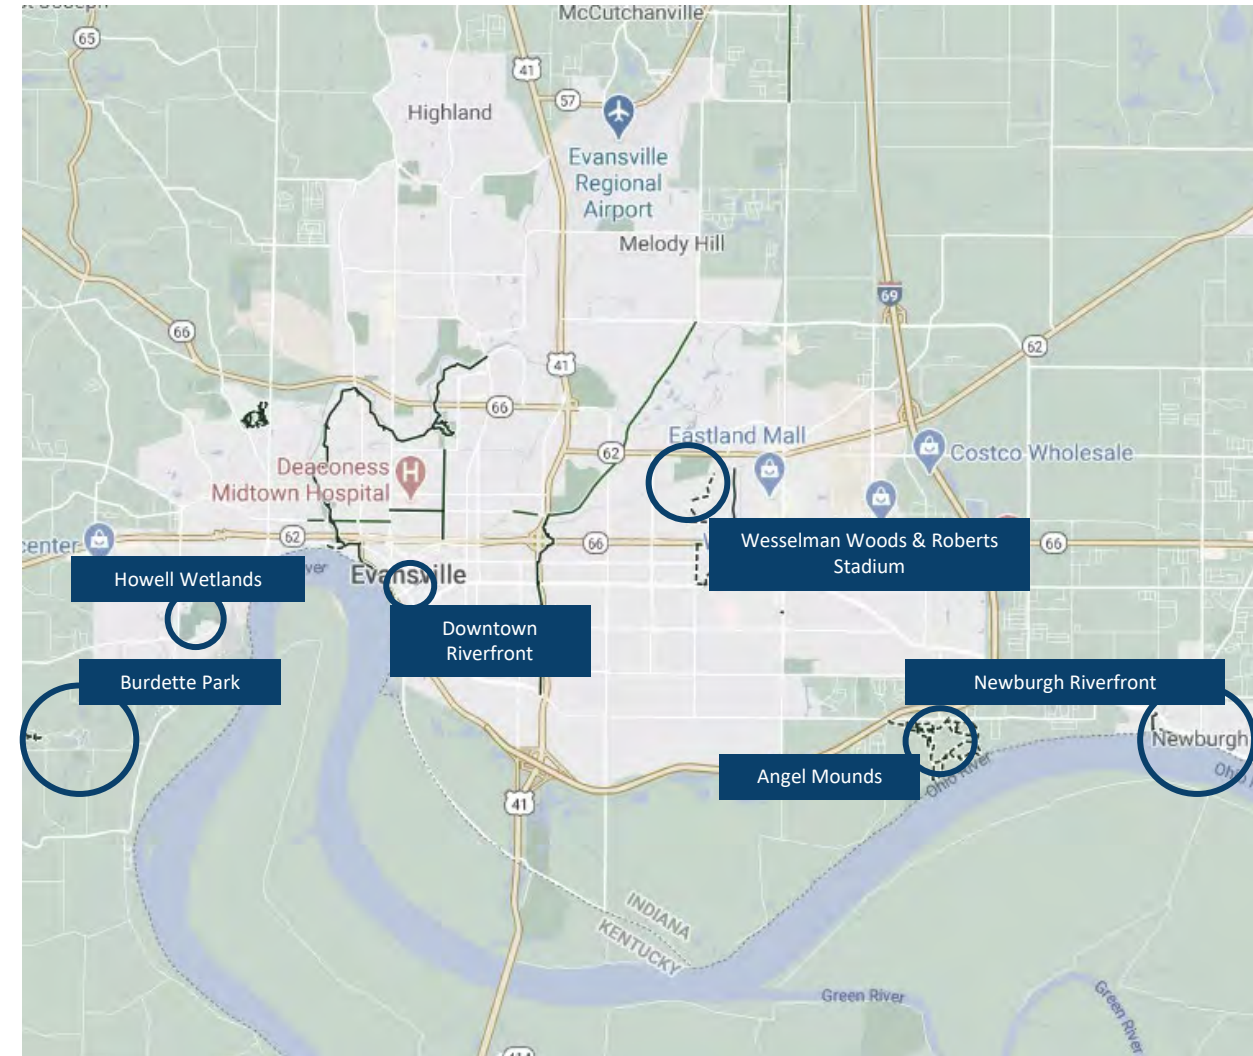 McCutchanville
65
41
57
Highland
Evansville
Regional
Airport
Melody Hill
69
66
62
41
66
62
Eastland Mall
Costco Wholesale
Deaconess
Midtown Hospital
62
66
66
center
Wesselman Woods & Roberts
Stadium
Howell Wetlands
Evansville
Downtown
Riverfront
Burdette Park
Newburgh Riverfront
Newburgh
Angel Mounds
Ohio River
Ohio
41
INDIANA
KENTUCKY
Green River
Green River